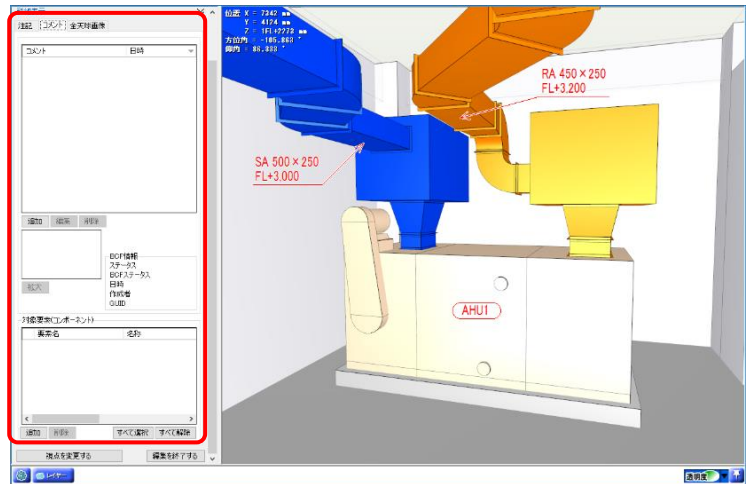 注記 コメント 全天球画像
コメント 日時
追加 編集 削除
BCF情報
ステータス
BCFステータス
日時
作成者
GUID
拡大
対象要素(コンポーネント)
要素名 名称
追加 削除 すべて選択 すべて解除
視点を変更する 編集を終了する
レイヤー
位置 X = 7342 mm
Y = 4124 mm
Z = 1FL+2273 mm
方位角 = -105.863 °
仰角 = 86.333 °
RA 450×250
FL+3,200
SA 500×250
FL+3,000
AHU1
透明度